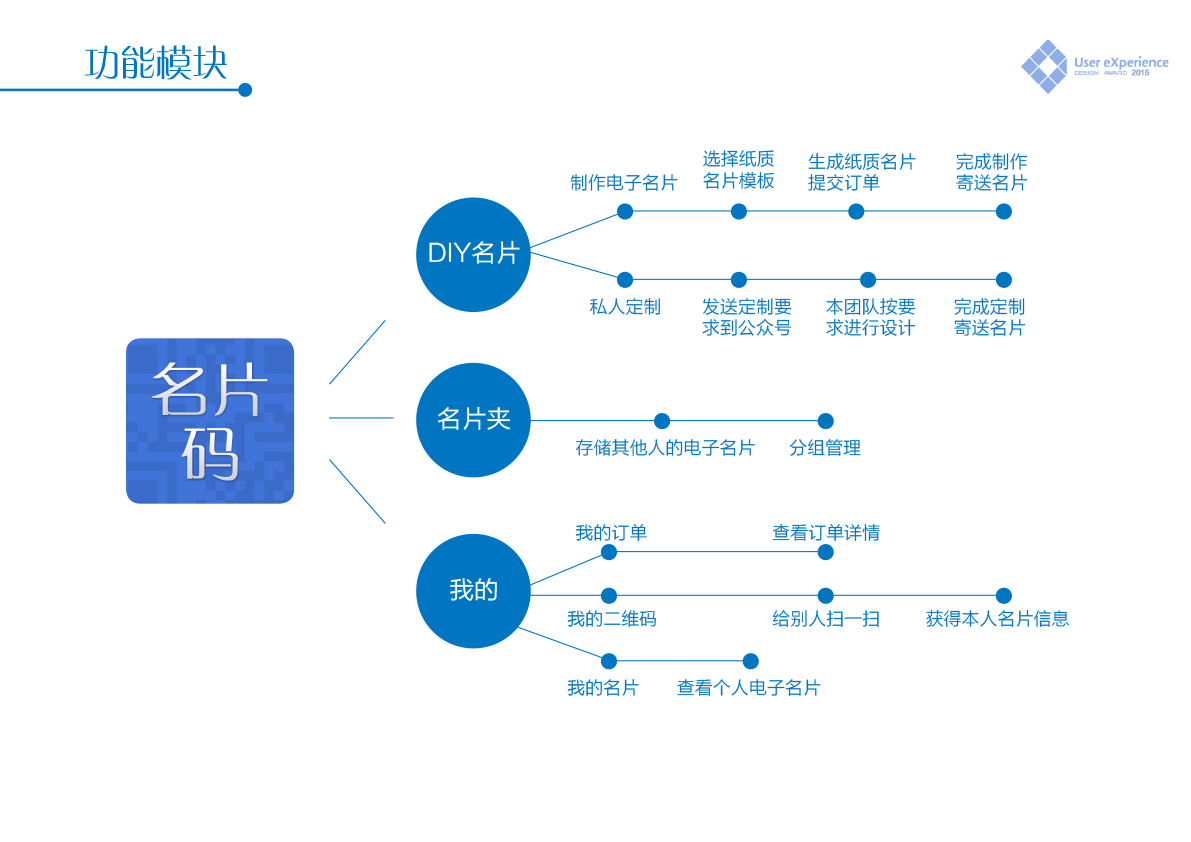 功能模块
User eXperience
DESIGN AWARD 2015
名片
码
DIY名片
制作电子名片
选择纸质
名片模板
生成纸质名片
提交订单
完成制作
寄送名片
私人定制
发送定制要
求到公众号
本团队按要
求进行设计
完成定制
寄送名片
名片夹
存储其他人的电子名片
分组管理
我的
我的订单
查看订单详情
我的二维码
给别人扫一扫
获得本人名片信息
我的名片
查看个人电子名片